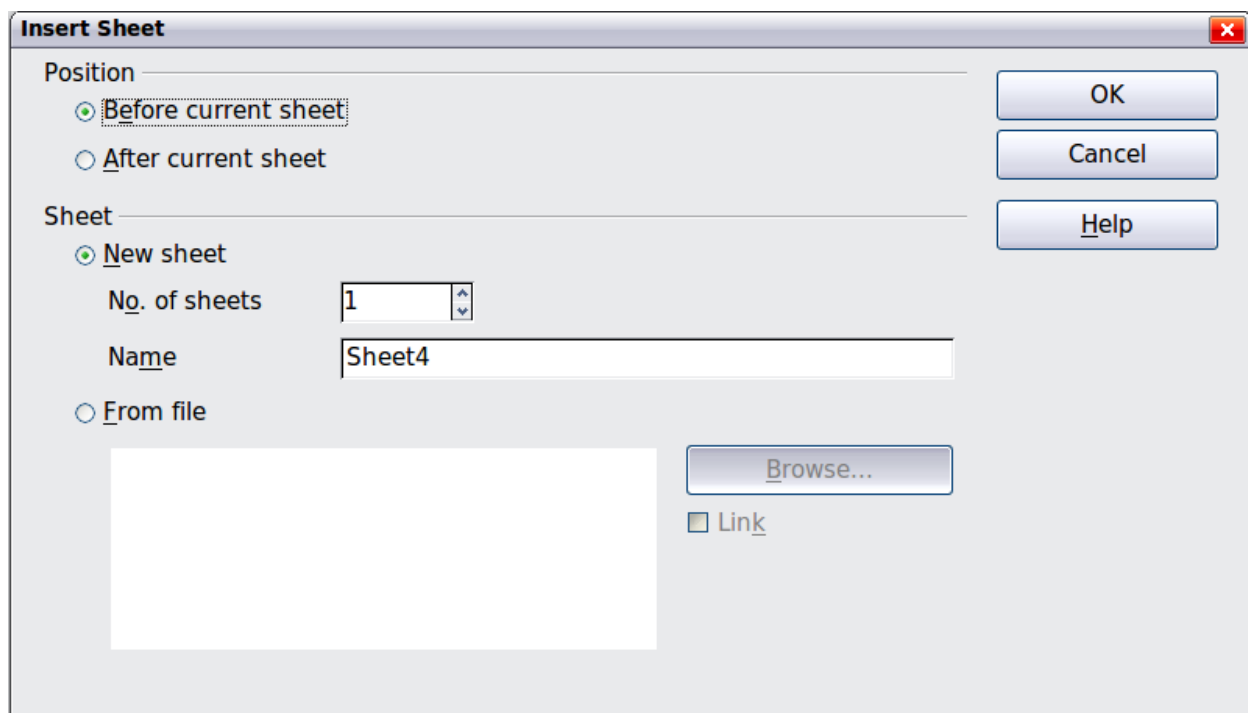 Insert Sheet
Position
Before current sheet
After current sheet
OK
Cancel
Help
Sheet
New sheet
No. of sheets 1
Name Sheet4
From file
Browse...
Link